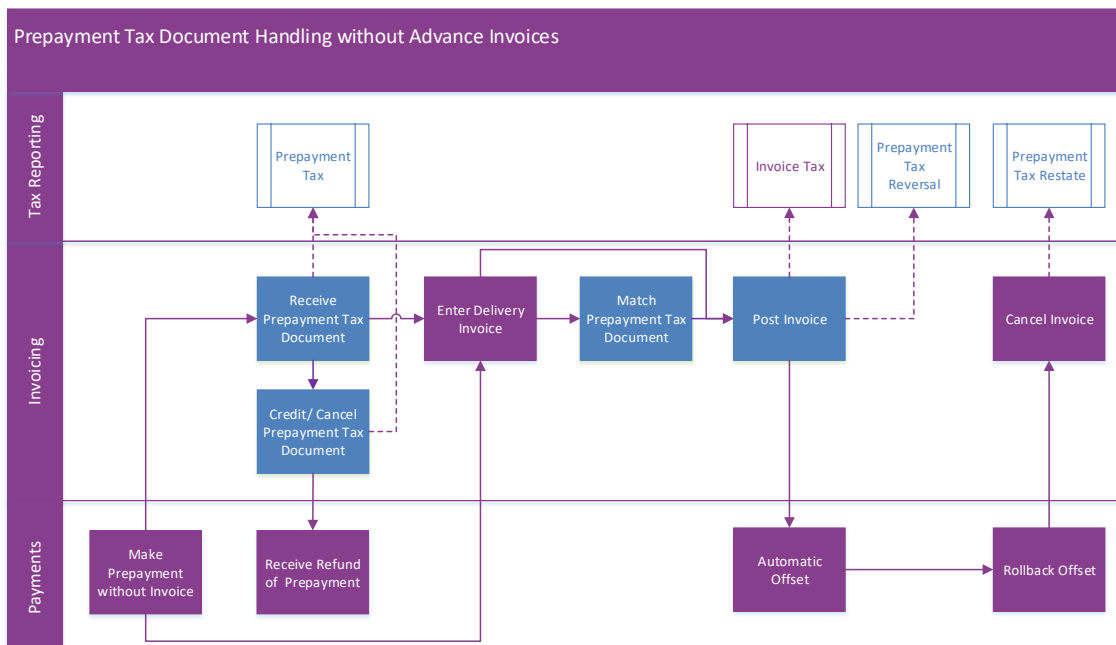 Prepayment Tax Document Handling without Advance Invoices
Tax Reporting
Prepayment
Tax
Invoice Tax
Prepayment
Tax
Reversal
Prepayment
Tax Restate
Invoicing
Receive
Prepayment Tax
Document
Enter Delivery
Invoice
Match
Prepayment Tax
Document
Post Invoice
Cancel Invoice
Credit/ Cancel
Prepayment Tax
Document
Payments
Make
Prepayment
without Invoice
Receive Refund
of Prepayment
Automatic
Offset
Rollback Offset